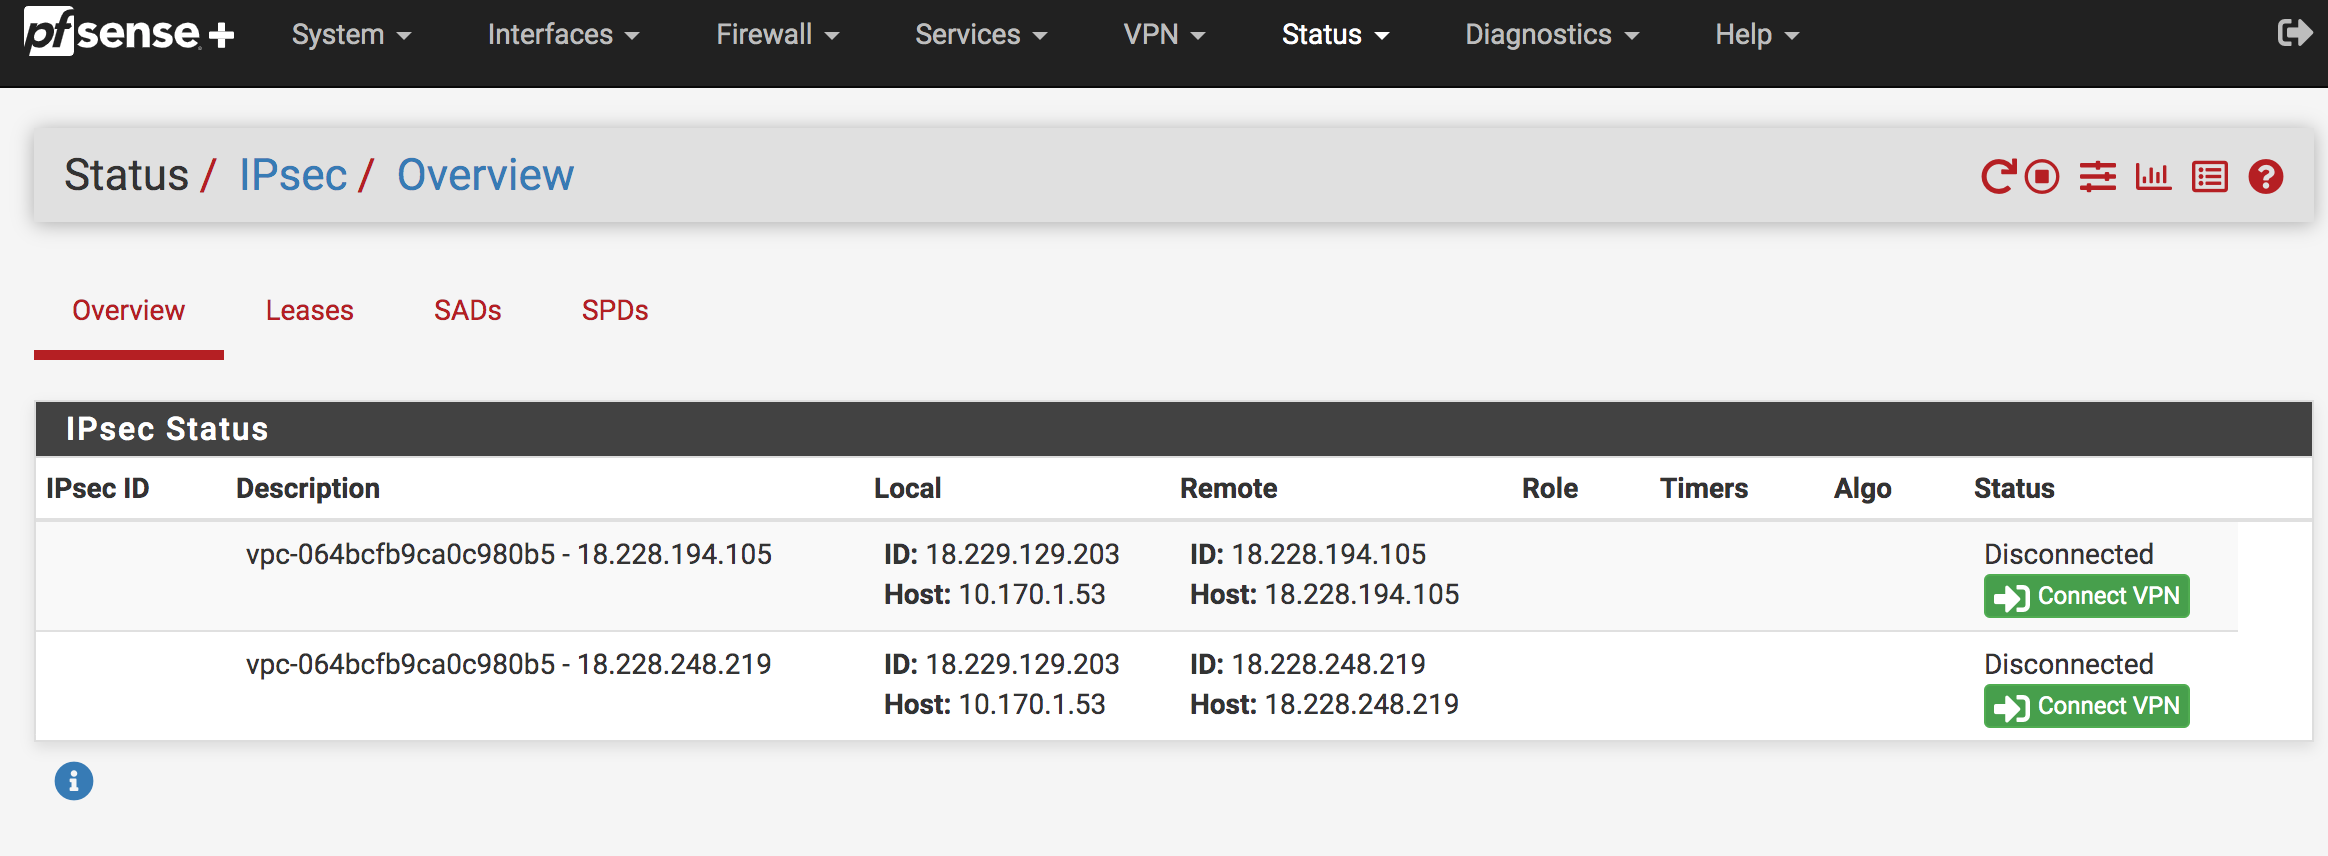 pfsense+ System Interfaces Firewall Services VPN Status Diagnostics Help
Status / IPsec / Overview
Overview Leases SADs SPDs
IPsec Status
IPsec ID Description Local Remote Role Timers Algo Status
vpc-064bcfb9ca0c980b5 - 18.228.194.105 ID: 18.229.129.203 ID: 18.228.194.105 Disconnected
Host: 10.170.1.53 Host: 18.228.194.105 Connect VPN
vpc-064bcfb9ca0c980b5 - 18.228.248.219 ID: 18.229.129.203 ID: 18.228.248.219 Disconnected
Host: 10.170.1.53 Host: 18.228.248.219 Connect VPN